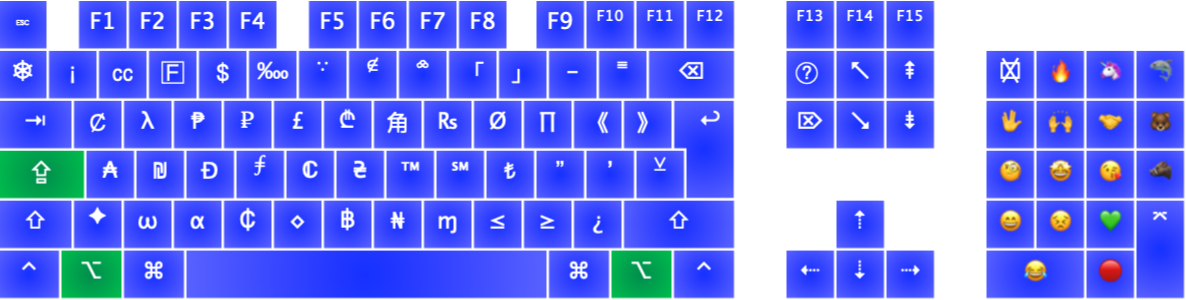 ESC F1 F2 F3 F4 F5 F6 F7 F8 F9 F10 F11 F12 F13 F14 F15
❄ ¡ ㏄ 🄵 $ ‱ ∵ ∉ ⌢ 「 」 − ≡ ⌫ ? ↖ ⇞ 🔥 🦄 🐬
⇥ ₡ λ ₱ ₽ £ 角 ₨ Ø ∏ 《 》 ↩ ⌦ ↘ ⇟ 🖖 🙌 🤝 🐻
⇪ ₳ ₪ Ð ƒ ₵ ₴ ™ ℠ ₺ ” ’ ⊻ 🧐 🤩 😘 🐗
⇧ ✦ ω α ₵ ⋄ ฿ ₦ ɱ ≤ ≥ ¿ ⇧ ⇡ 😄 😣 💚 ⌅
⌃ ⌥ ⌘ ⌘ ⌥ ⌃ ⇠ ⇣ ⇢ 😂 🔴